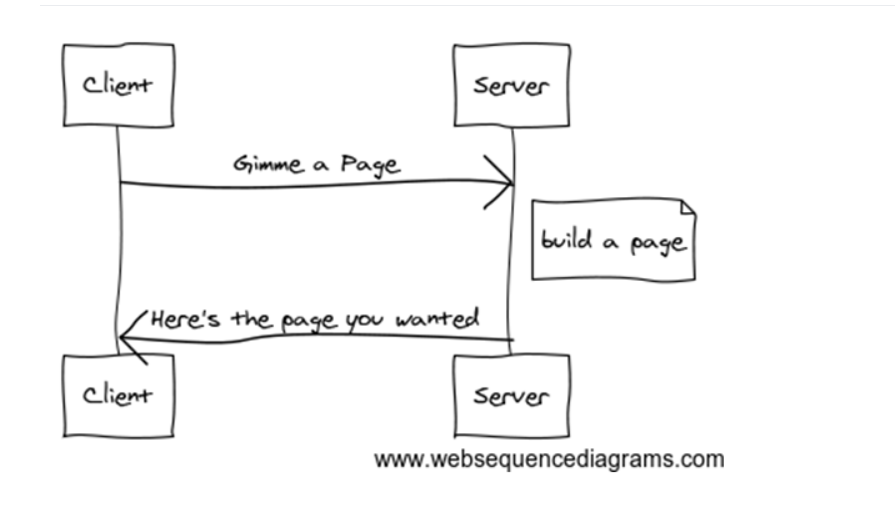 Client
Server
Gimme a Page
build a page
Here's the page you wanted
Client
Server
www.websequencediagrams.com